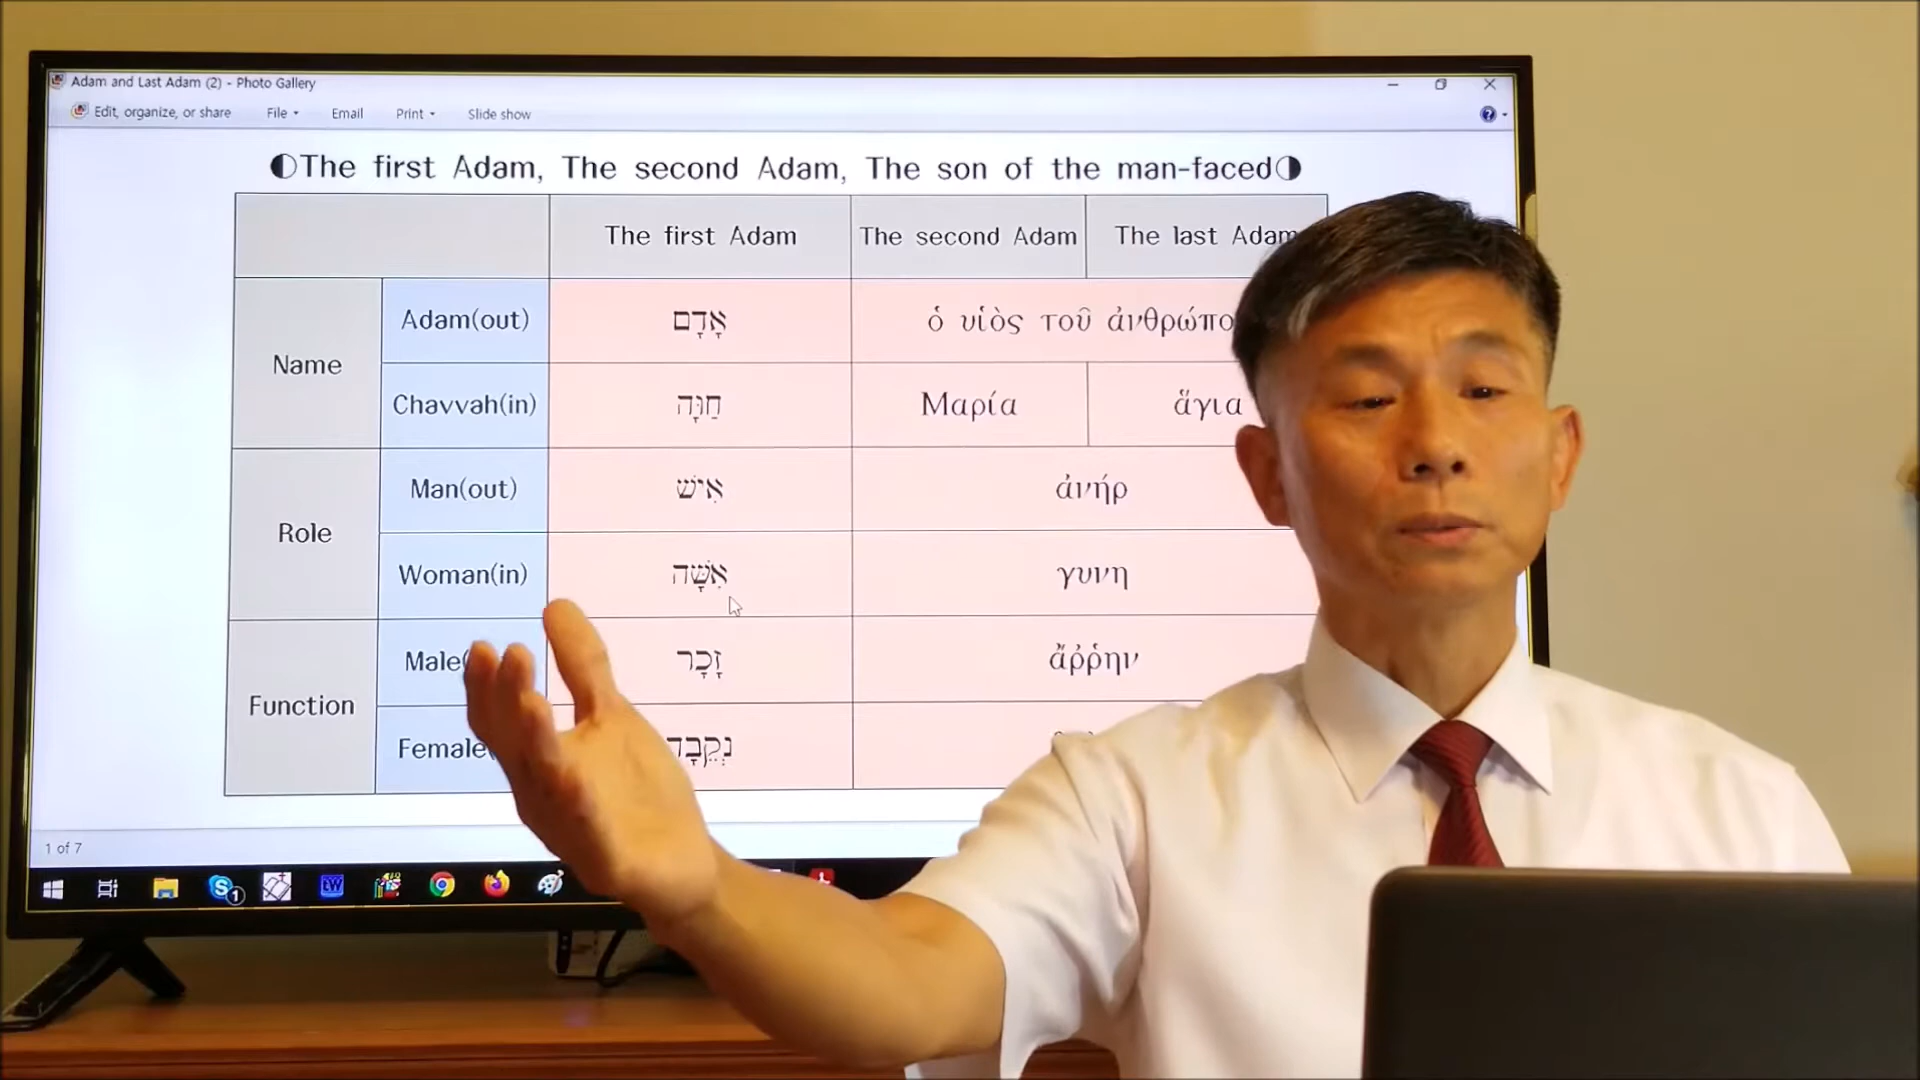 Adam and Last Adam (2) - Photo Gallery
Edit, organize, or share File Email Print Slide show
◐The first Adam, The second Adam, The son of the man-faced◑
The first Adam The second Adam The last Adam
Name
Adam(out) אָדָם ὁ υἱὸς τοῦ ἀνθρώπο
Chavvah(in) חַוָּה Μαρία ἅγια
Role
Man(out) אִישׁ ἀνήρ
Woman(in) אִשָּׁה γυνη
Function
Male( זָכָר ἄῤῥην
Female( נְקֵבָ
1 of 7